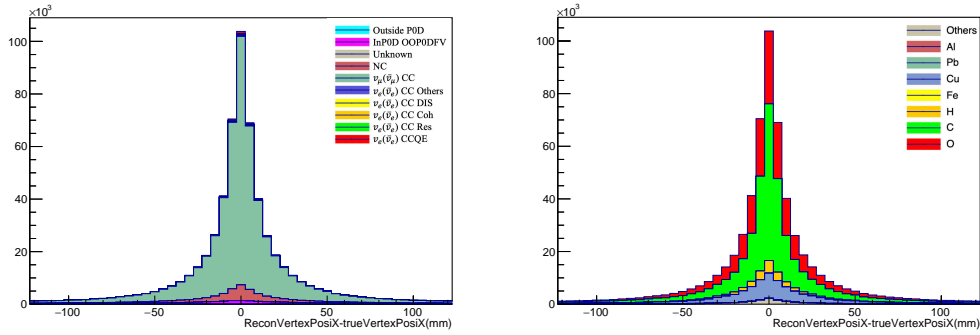 ×10³
100
80
60
40
20
0
−100
−50
0
50
100
ReconVertexPosiX-trueVertexPosiX(mm)
Outside P0D
InP0D OOP0DFV
Unknown
NC
νμ(ν̄μ) CC
νe(ν̄e) CC Others
νe(ν̄e) CC DIS
νe(ν̄e) CC Coh
νe(ν̄e) CC Res
νe(ν̄e) CCQE
×10³
100
80
60
40
20
0
−100
−50
0
50
100
ReconVertexPosiX-trueVertexPosiX(mm)
Others
Al
Pb
Cu
Fe
H
C
O